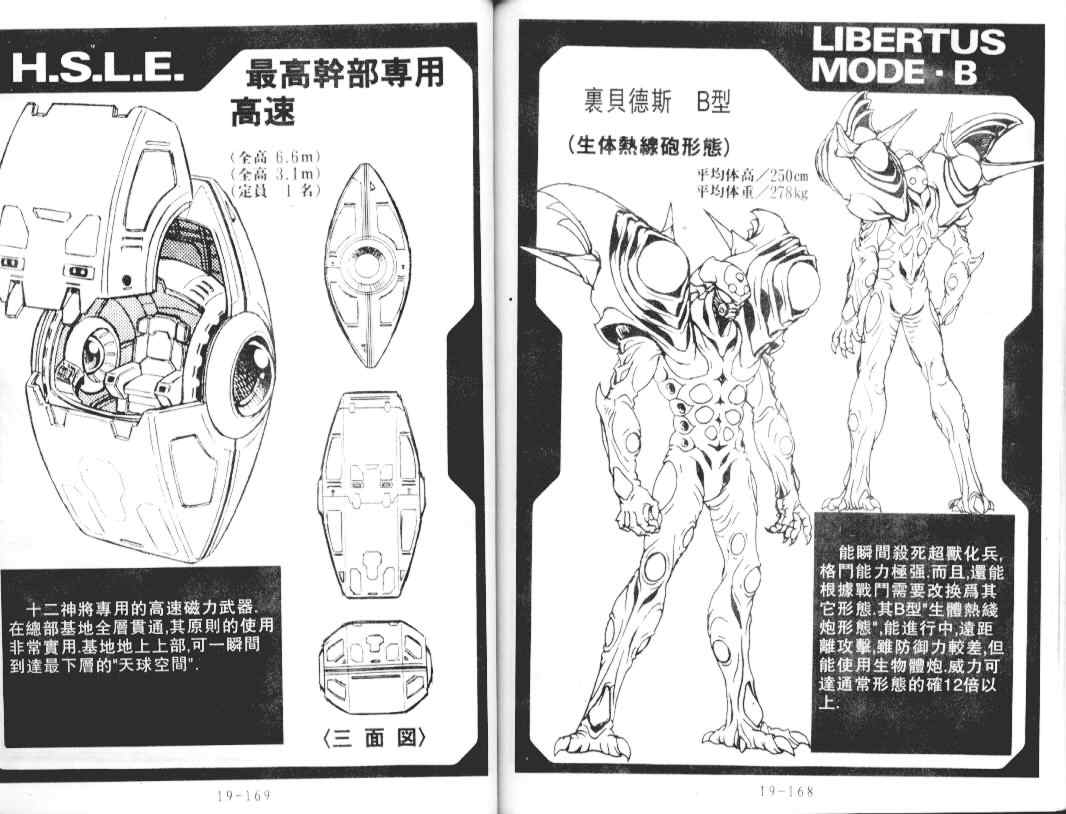 H.S.L.E.
最高幹部専用
高速
(全高 6.6m)
(全高 3.1m)
(定員 1名)
十二神將專用的高速磁力武器.
在總部基地全層貫通,其原則的使用
非常實用.基地地上上部,可一瞬間
到達最下層的"天球空間".
〈三面図〉
19-169
LIBERTUS
MODE・B
裏貝德斯 B型
(生体熱線砲形態)
平均体高／250cm
平均体重／278kg
能瞬間殺死超獸化兵,
格鬥能力極强.而且,還能
根據戰鬥需要改换爲其
它形態.其B型"生體熱綫
炮形態",能進行中,遠距
離攻擊,雖防御力較差,但
能使用生物體炮.威力可
達通常形態的確12倍以
上.
19-168